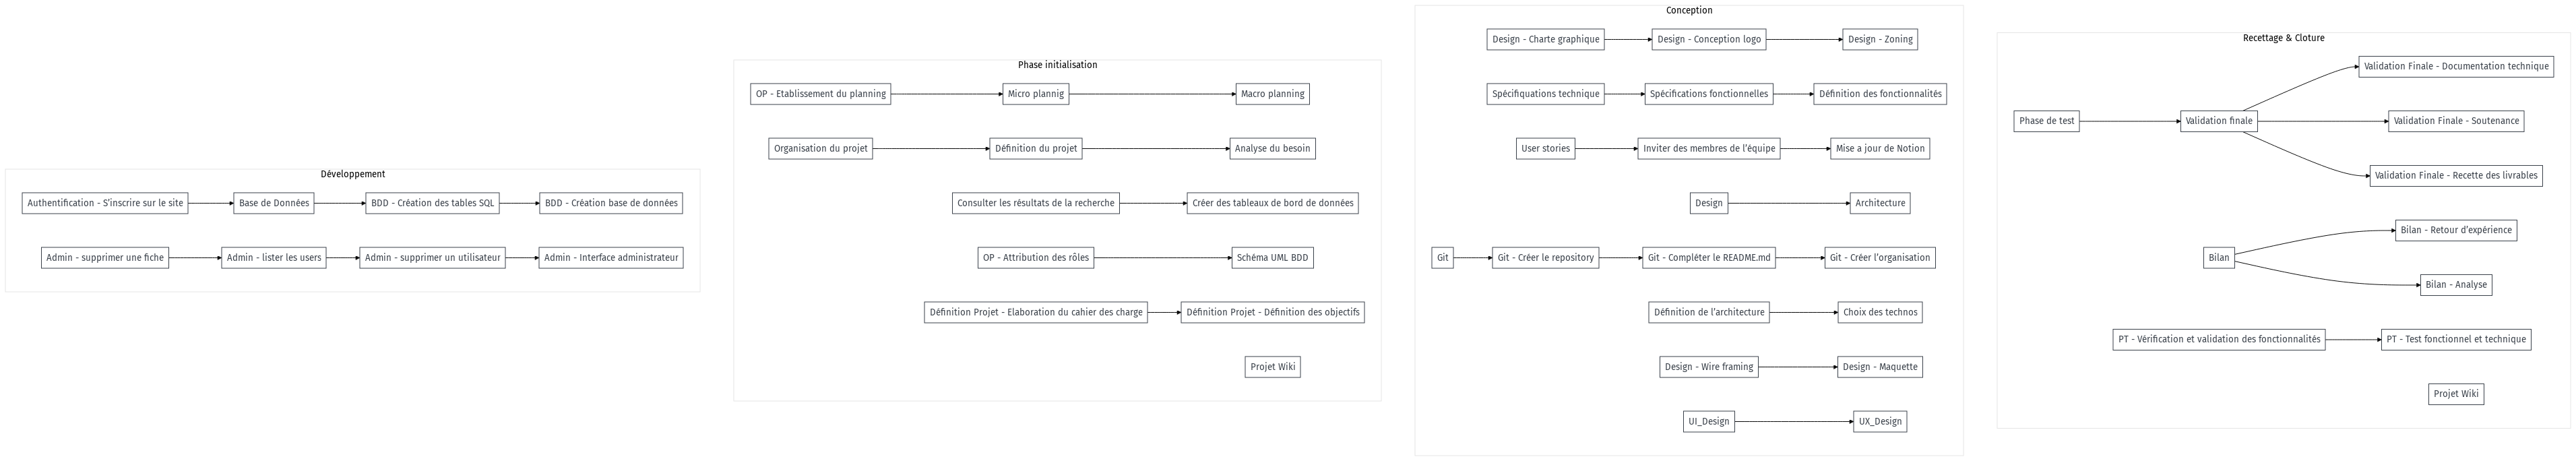 Développement
Authentification - S'inscrire sur le site
Base de Données
BDD - Création des tables SQL
BDD - Création base de données
Admin - supprimer une fiche
Admin - lister les users
Admin - supprimer un utilisateur
Admin - Interface administrateur
Phase initialisation
OP - Etablissement du planning
Micro plannig
Macro planning
Organisation du projet
Définition du projet
Analyse du besoin
Consulter les résultats de la recherche
Créer des tableaux de bord de données
OP - Attribution des rôles
Schéma UML BDD
Définition Projet - Elaboration du cahier des charge
Définition Projet - Définition des objectifs
Projet Wiki
Conception
Design - Charte graphique
Design - Conception logo
Design - Zoning
Spécifiquations technique
Spécifications fonctionnelles
Définition des fonctionnalités
User stories
Inviter des membres de l'équipe
Mise a jour de Notion
Design
Architecture
Git
Git - Créer le repository
Git - Compléter le README.md
Git - Créer l'organisation
Définition de l'architecture
Choix des technos
Design - Wire framing
Design - Maquette
UI_Design
UX_Design
Recettage & Cloture
Validation Finale - Documentation technique
Phase de test
Validation finale
Validation Finale - Soutenance
Validation Finale - Recette des livrables
Bilan - Retour d'expérience
Bilan
Bilan - Analyse
PT - Vérification et validation des fonctionnalités
PT - Test fonctionnel et technique
Projet Wiki